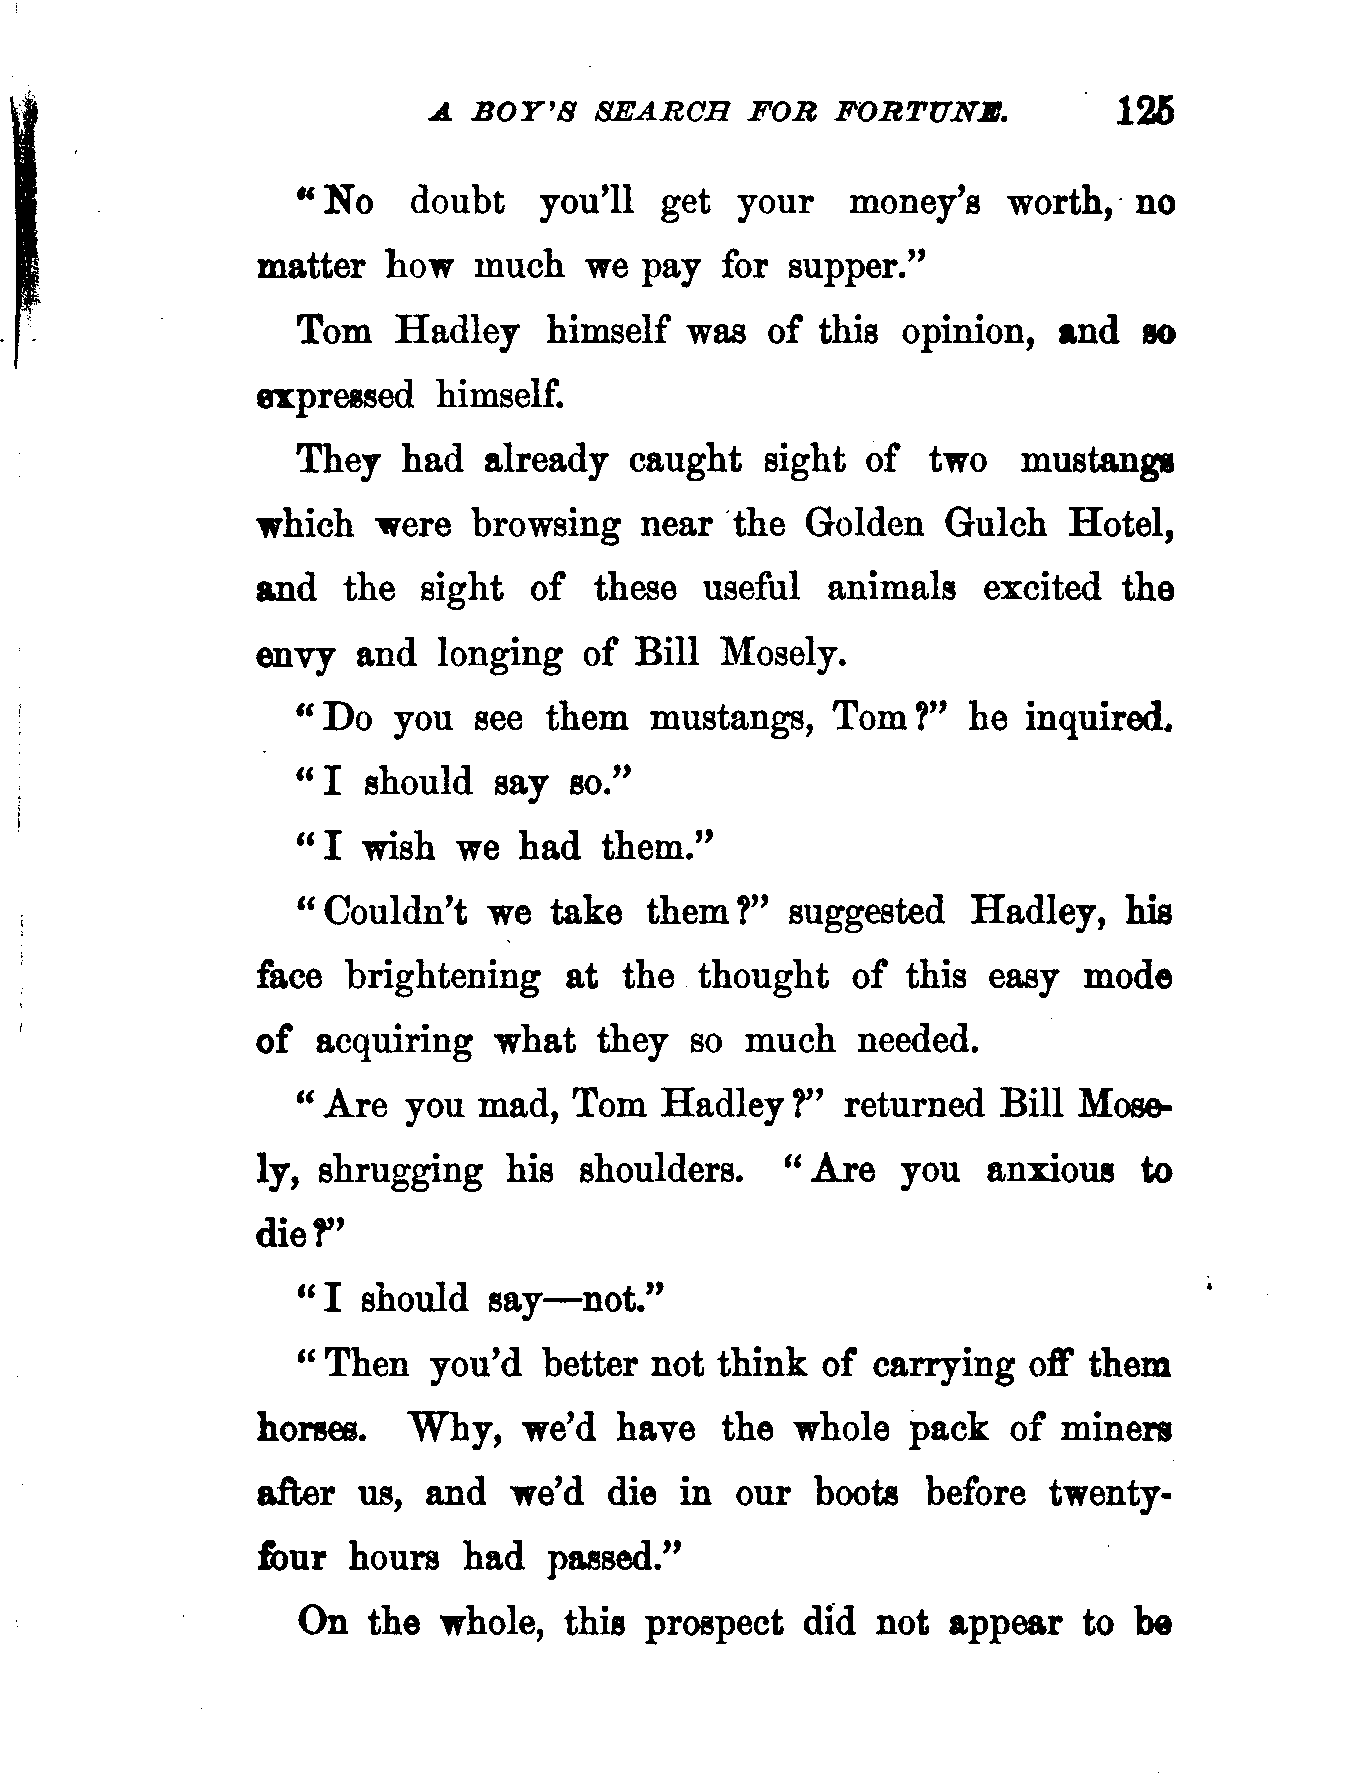 A BOY'S SEARCH FOR FORTUNE. 125
"No doubt you'll get your money's worth, no
matter how much we pay for supper."
Tom Hadley himself was of this opinion, and so
expressed himself.
They had already caught sight of two mustangs
which were browsing near the Golden Gulch Hotel,
and the sight of these useful animals excited the
envy and longing of Bill Mosely.
"Do you see them mustangs, Tom?" he inquired.
"I should say so."
"I wish we had them."
"Couldn't we take them?" suggested Hadley, his
face brightening at the thought of this easy mode
of acquiring what they so much needed.
"Are you mad, Tom Hadley?" returned Bill Mose-
ly, shrugging his shoulders. "Are you anxious to
die?"
"I should say—not."
"Then you'd better not think of carrying off them
horses. Why, we'd have the whole pack of miners
after us, and we'd die in our boots before twenty-
four hours had passed."
On the whole, this prospect did not appear to be